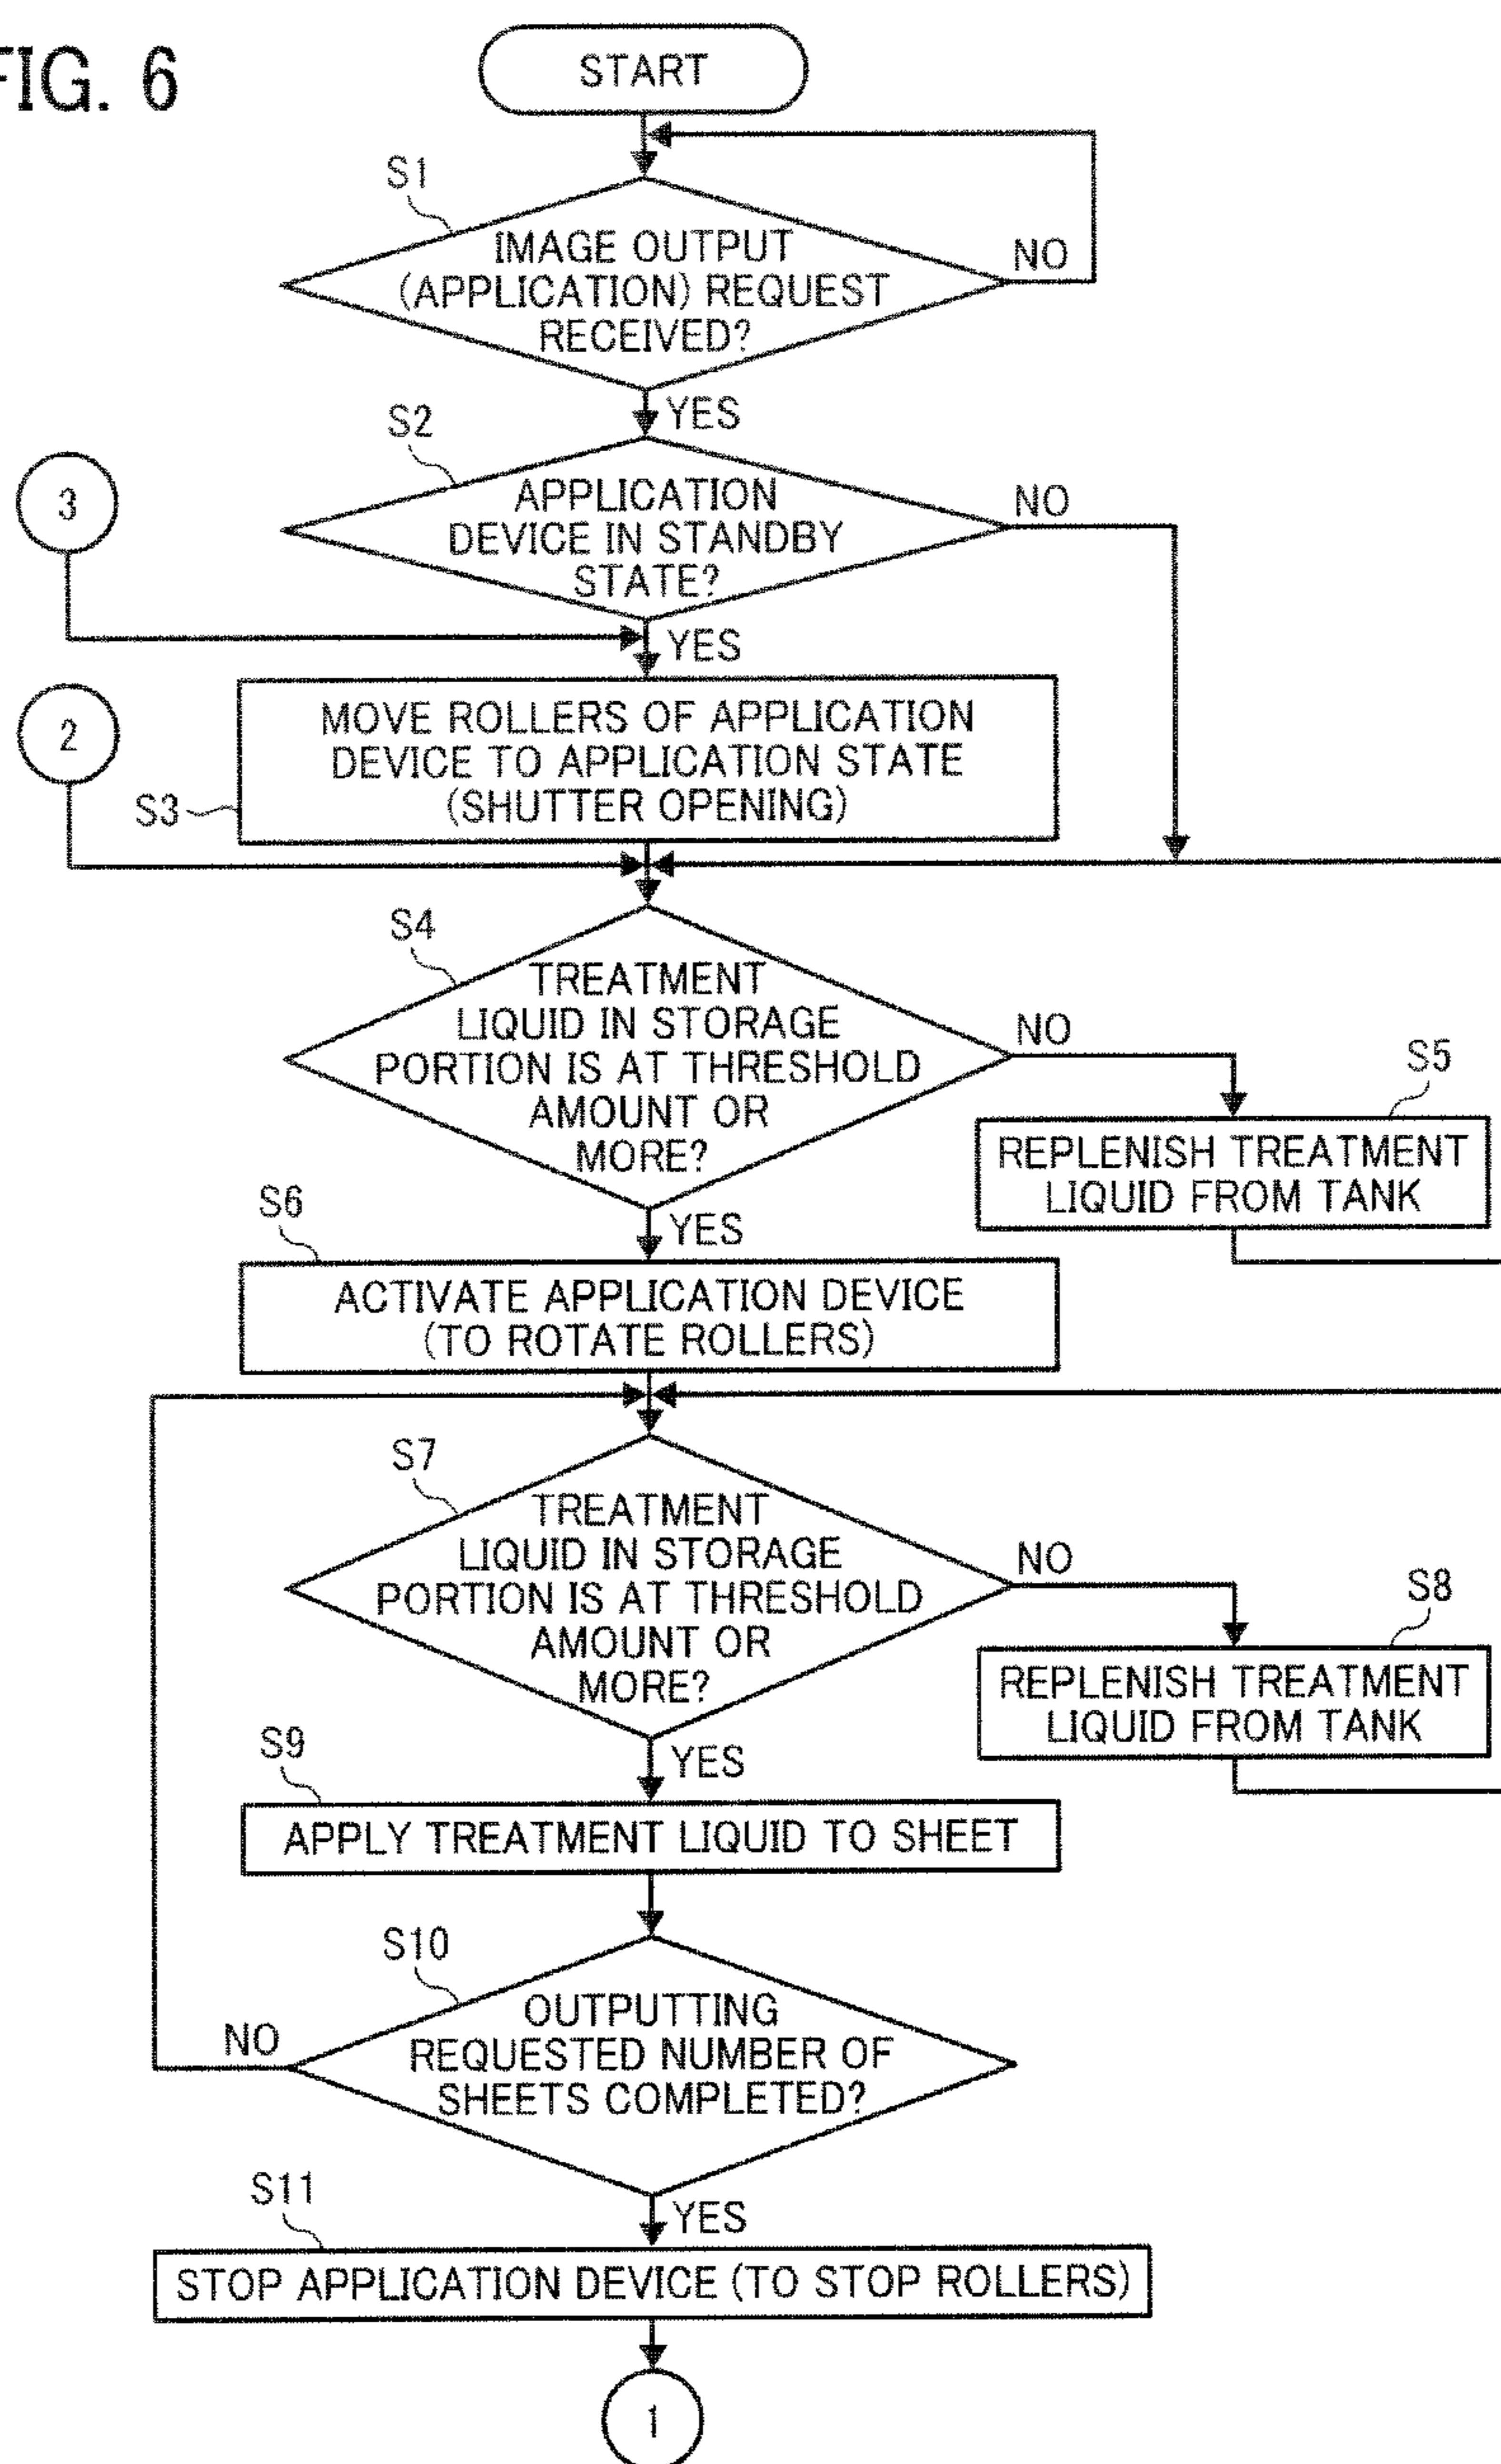 FIG. 6
START
S1
IMAGE OUTPUT
(APPLICATION) REQUEST
RECEIVED?
NO
YES
S2
APPLICATION
DEVICE IN STANDBY
STATE?
NO
3
YES
MOVE ROLLERS OF APPLICATION
DEVICE TO APPLICATION STATE
(SHUTTER OPENING)
2
S3
S4
TREATMENT
LIQUID IN STORAGE
PORTION IS AT THRESHOLD
AMOUNT OR
MORE?
NO
S5
REPLENISH TREATMENT
LIQUID FROM TANK
YES
S6
ACTIVATE APPLICATION DEVICE
(TO ROTATE ROLLERS)
S7
TREATMENT
LIQUID IN STORAGE
PORTION IS AT THRESHOLD
AMOUNT OR
MORE?
NO
S8
REPLENISH TREATMENT
LIQUID FROM TANK
YES
S9
APPLY TREATMENT LIQUID TO SHEET
S10
OUTPUTTING
REQUESTED NUMBER OF
SHEETS COMPLETED?
NO
YES
S11
STOP APPLICATION DEVICE (TO STOP ROLLERS)
1